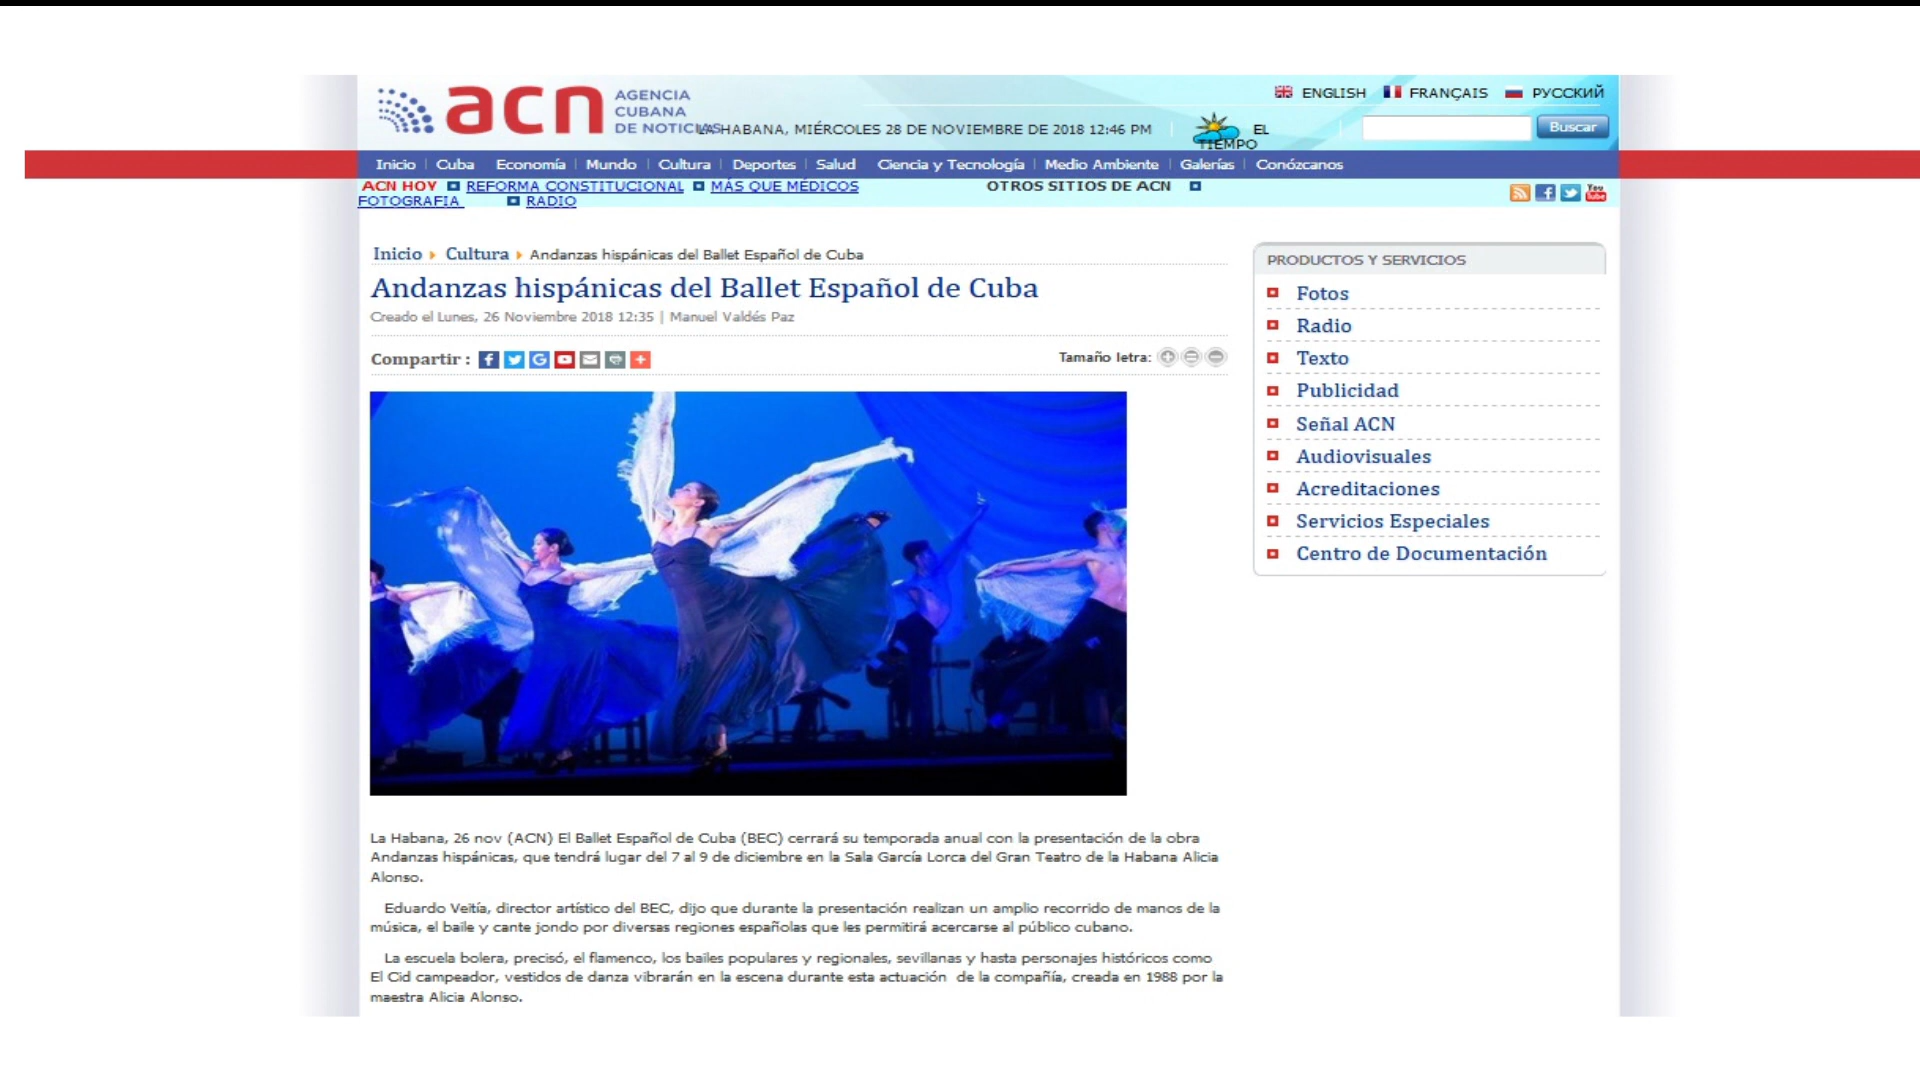 acn AGENCIA
CUBANA
DE NOTICIAS
LA HABANA, MIÉRCOLES 28 DE NOVIEMBRE DE 2018 12:46 PM
EL
TIEMPO
ENGLISH FRANÇAIS РУССКИЙ
Buscar
Inicio Cuba Economía Mundo Cultura Deportes Salud Ciencia y Tecnología Medio Ambiente Galerías Conózcanos
ACN HOY REFORMA CONSTITUCIONAL MÁS QUE MÉDICOS OTROS SITIOS DE ACN
FOTOGRAFIA RADIO
You
Tube
Inicio Cultura Andanzas hispánicas del Ballet Español de Cuba
Andanzas hispánicas del Ballet Español de Cuba
Creado el Lunes, 26 Noviembre 2018 12:35 | Manuel Valdés Paz
Compartir :
Tamaño letra:
La Habana, 26 nov (ACN) El Ballet Español de Cuba (BEC) cerrará su temporada anual con la presentación de la obra
Andanzas hispánicas, que tendrá lugar del 7 al 9 de diciembre en la Sala García Lorca del Gran Teatro de la Habana Alicia
Alonso.
Eduardo Veitía, director artístico del BEC, dijo que durante la presentación realizan un amplio recorrido de manos de la
música, el baile y cante jondo por diversas regiones españolas que les permitirá acercarse al público cubano.
La escuela bolera, precisó, el flamenco, los bailes populares y regionales, sevillanas y hasta personajes históricos como
El Cid campeador, vestidos de danza vibrarán en la escena durante esta actuación de la compañía, creada en 1988 por la
maestra Alicia Alonso.
PRODUCTOS Y SERVICIOS
Fotos
Radio
Texto
Publicidad
Señal ACN
Audiovisuales
Acreditaciones
Servicios Especiales
Centro de Documentación